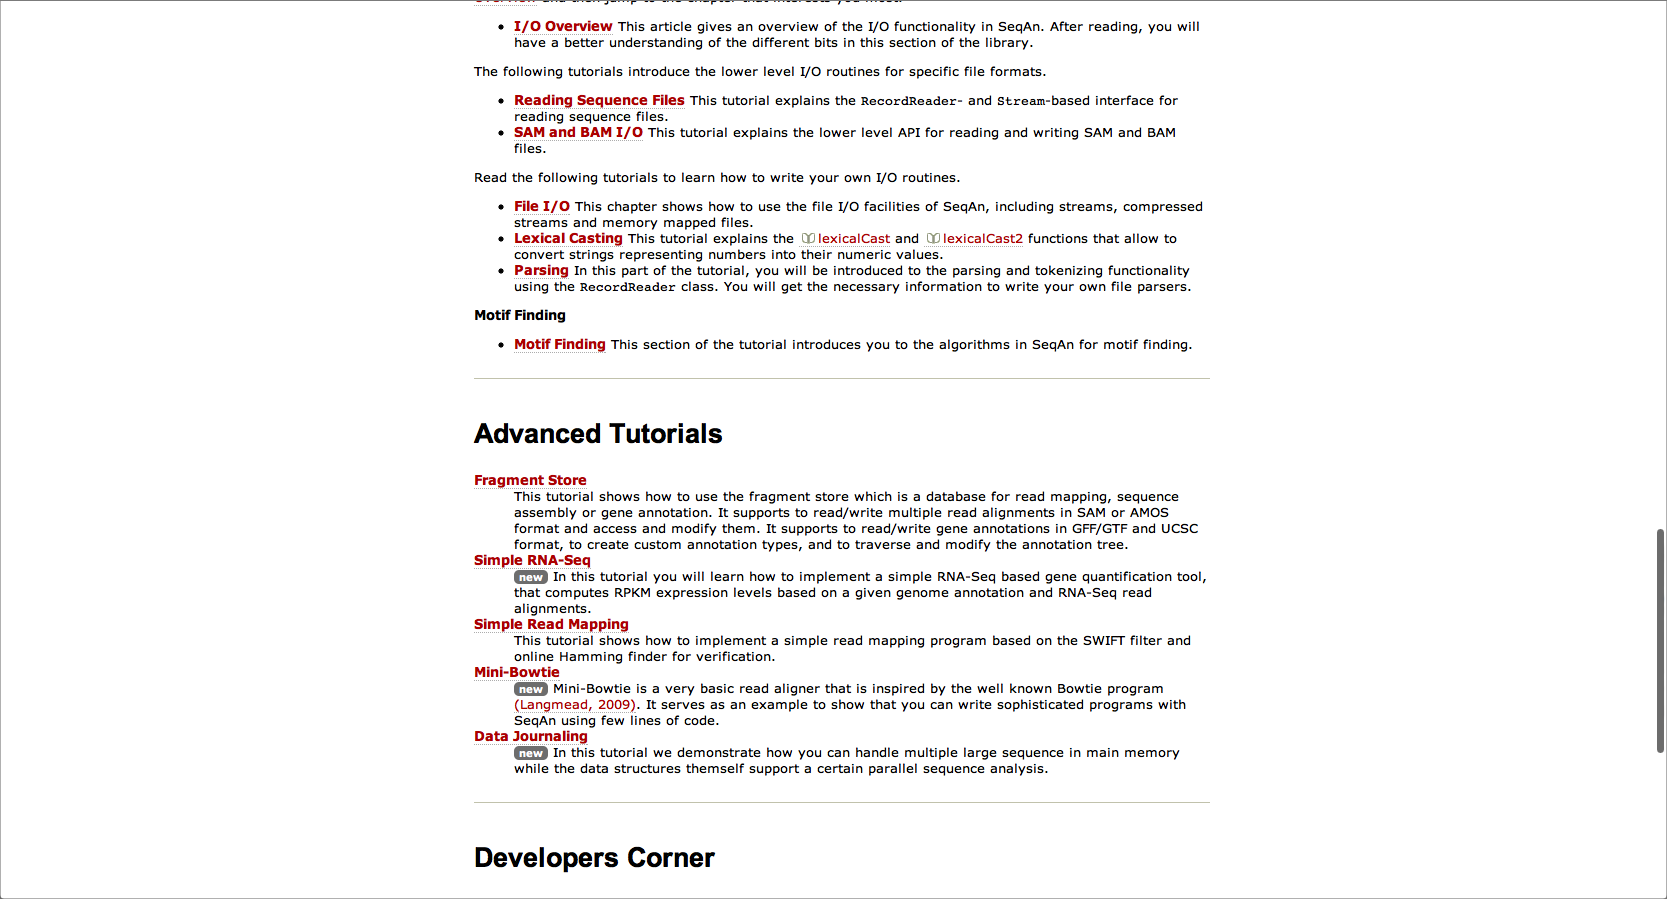 I/O Overview This article gives an overview of the I/O functionality in SeqAn. After reading, you will
have a better understanding of the different bits in this section of the library.
The following tutorials introduce the lower level I/O routines for specific file formats.
Reading Sequence Files This tutorial explains the RecordReader- and Stream-based interface for
reading sequence files.
SAM and BAM I/O This tutorial explains the lower level API for reading and writing SAM and BAM
files.
Read the following tutorials to learn how to write your own I/O routines.
File I/O This chapter shows how to use the file I/O facilities of SeqAn, including streams, compressed
streams and memory mapped files.
Lexical Casting This tutorial explains the lexicalCast and lexicalCast2 functions that allow to
convert strings representing numbers into their numeric values.
Parsing In this part of the tutorial, you will be introduced to the parsing and tokenizing functionality
using the RecordReader class. You will get the necessary information to write your own file parsers.
Motif Finding
Motif Finding This section of the tutorial introduces you to the algorithms in SeqAn for motif finding.
Advanced Tutorials
Fragment Store
This tutorial shows how to use the fragment store which is a database for read mapping, sequence
assembly or gene annotation. It supports to read/write multiple read alignments in SAM or AMOS
format and access and modify them. It supports to read/write gene annotations in GFF/GTF and UCSC
format, to create custom annotation types, and to traverse and modify the annotation tree.
Simple RNA-Seq
new In this tutorial you will learn how to implement a simple RNA-Seq based gene quantification tool,
that computes RPKM expression levels based on a given genome annotation and RNA-Seq read
alignments.
Simple Read Mapping
This tutorial shows how to implement a simple read mapping program based on the SWIFT filter and
online Hamming finder for verification.
Mini-Bowtie
new Mini-Bowtie is a very basic read aligner that is inspired by the well known Bowtie program
(Langmead, 2009). It serves as an example to show that you can write sophisticated programs with
SeqAn using few lines of code.
Data Journaling
new In this tutorial we demonstrate how you can handle multiple large sequence in main memory
while the data structures themself support a certain parallel sequence analysis.
Developers Corner